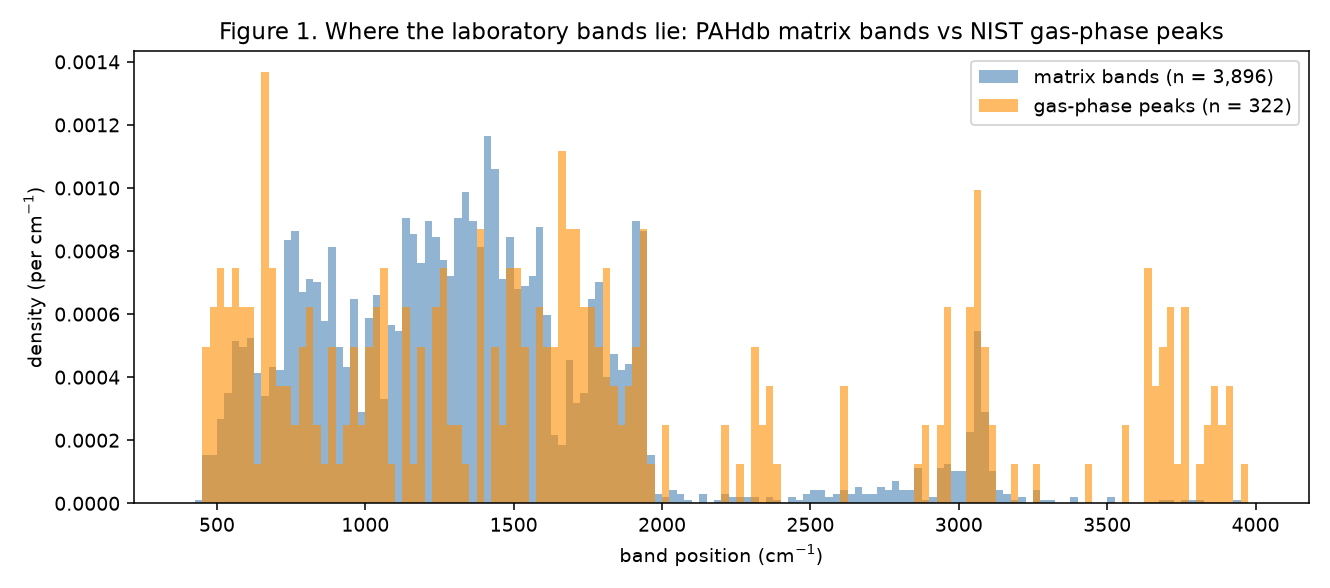 Figure 1. Where the laboratory bands lie: PAHdb matrix bands vs NIST gas-phase peaks
matrix bands (n = 3,896)
gas-phase peaks (n = 322)
density (per cm⁻¹)
0.0014
0.0012
0.0010
0.0008
0.0006
0.0004
0.0002
0.0000
500 1000 1500 2000 2500 3000 3500 4000
band position (cm⁻¹)